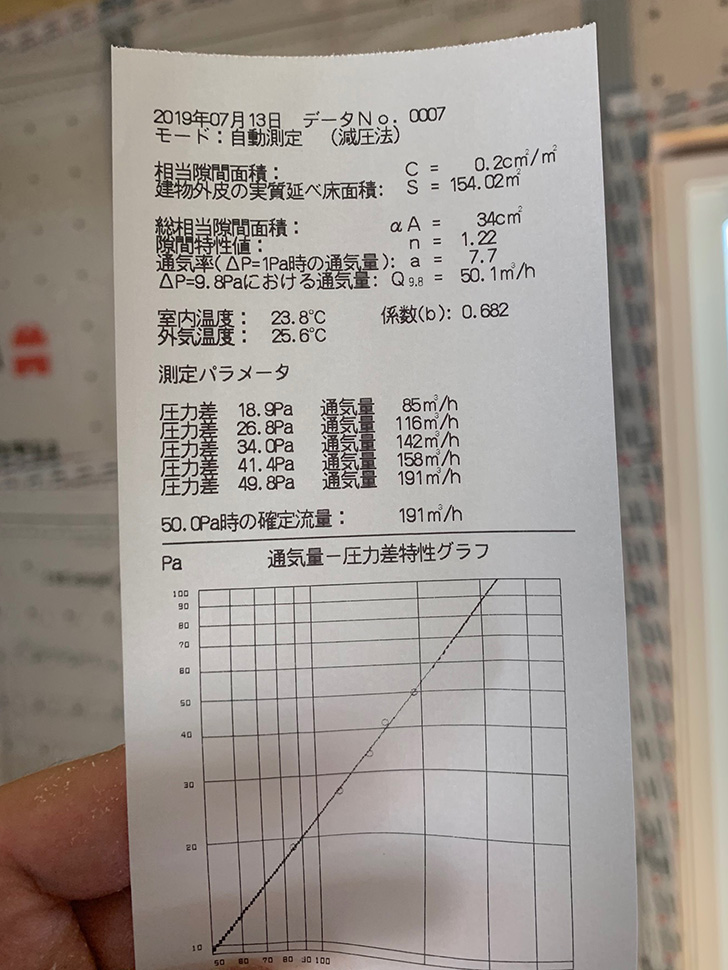 2019年07月13日 データNo. 0007
モード：自動測定 （減圧法）
相当隙間面積： C = 0.2cm²/m²
建物外皮の実質延べ床面積： S = 154.02m²
総相当隙間面積： αA = 34cm²
隙間特性値： n = 1.22
通気率(ΔP=1Pa時の通気量)： a = 7.7
ΔP=9.8Paにおける通気量： Q9.8 = 50.1m³/h
室内温度： 23.8℃ 係数(b)： 0.682
外気温度： 25.6℃
測定パラメータ
圧力差 18.9Pa 通気量 85m³/h
圧力差 26.8Pa 通気量 116m³/h
圧力差 34.0Pa 通気量 142m³/h
圧力差 41.4Pa 通気量 158m³/h
圧力差 49.8Pa 通気量 191m³/h
50.0Pa時の確定流量： 191m³/h
Pa 通気量－圧力差特性グラフ
100
90
80
70
60
50
40
30
20
10
50 60 70 80 90 100